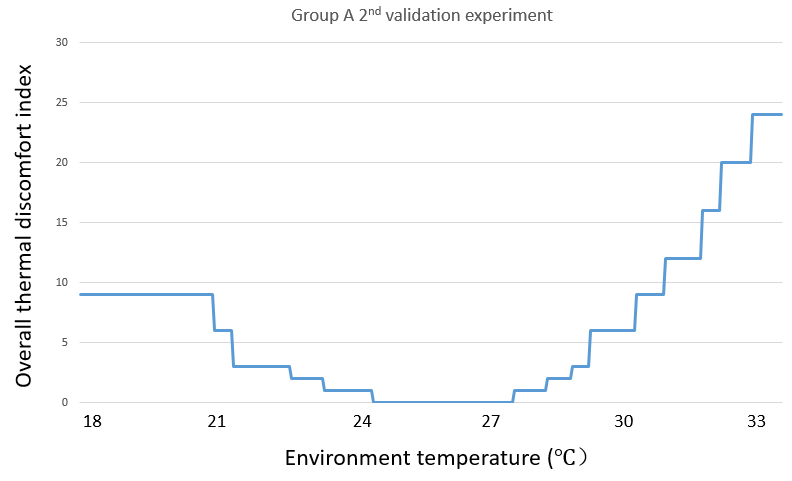 Group A 2nd validation experiment
Overall thermal discomfort index
30
25
20
15
10
5
0
18 21 24 27 30 33
Environment temperature (℃）